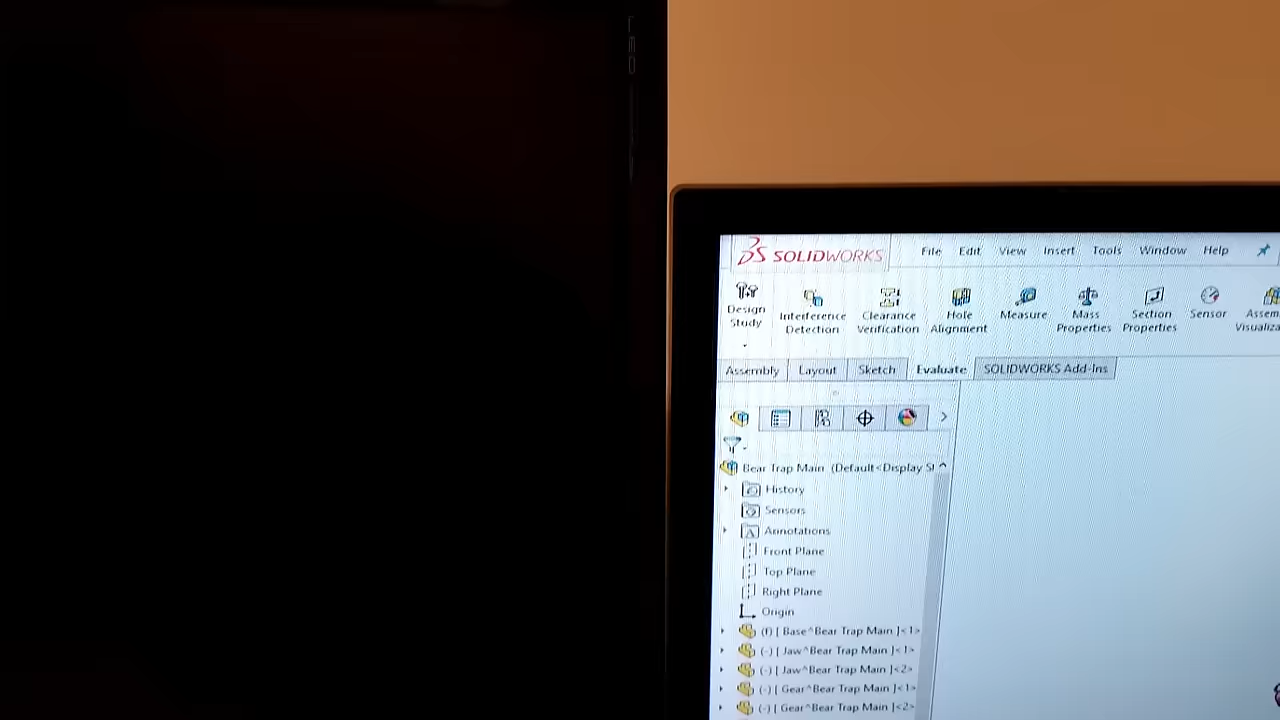 SOLIDWORKS File Edit View Insert Tools Window Help
Design Study
Interference Detection
Clearance Verification
Hole Alignment
Measure
Mass Properties
Section Properties
Sensor
Assem
Visualiza
Assembly Layout Sketch Evaluate SOLIDWORKS Add-Ins
Bear Trap Main (Default<Display S
History
Sensors
Annotations
Front Plane
Top Plane
Right Plane
Origin
(f) [ Base^Bear Trap Main ]<1>
(-) [ Jaw^Bear Trap Main ]<1>
(-) [ Jaw^Bear Trap Main ]<2>
(-) [ Gear^Bear Trap Main ]<1>
(-) [ Gear^Bear Trap Main ]<2>